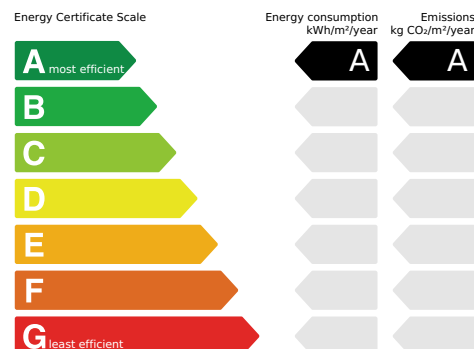 Energy Certificate Scale
Energy consumption
kWh/m²/year
Emissions
kg CO₂/m²/year
A most efficient
A
A
B
C
D
E
F
G least efficient